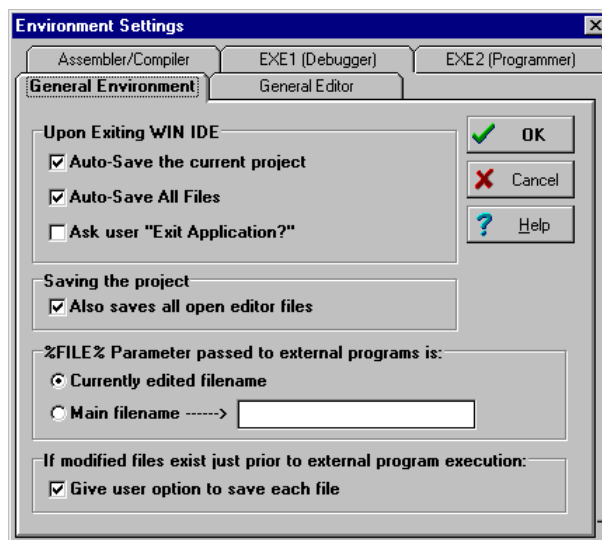 Environment Settings
Assembler/Compiler
EXE1 (Debugger)
EXE2 (Programmer)
General Environment
General Editor
Upon Exiting WIN IDE
Auto-Save the current project
Auto-Save All Files
Ask user "Exit Application?"
OK
Cancel
Help
Saving the project
Also saves all open editor files
%FILE% Parameter passed to external programs is:
Currently edited filename
Main filename ------>
If modified files exist just prior to external program execution:
Give user option to save each file